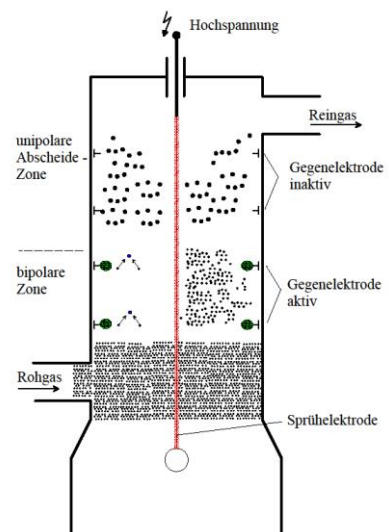 Hochspannung
Reingas
unipolare
Abscheide -
Zone
Gegenelektrode
inaktiv
bipolare
Zone
Gegenelektrode
aktiv
Rohgas
Sprühelektrode